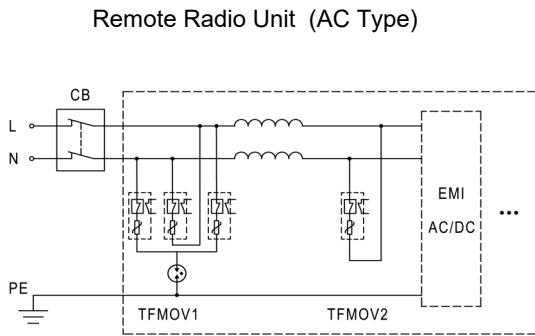 Remote Radio Unit (AC Type)
CB
L
N
EMI
AC/DC
PE
TFMOV1
TFMOV2